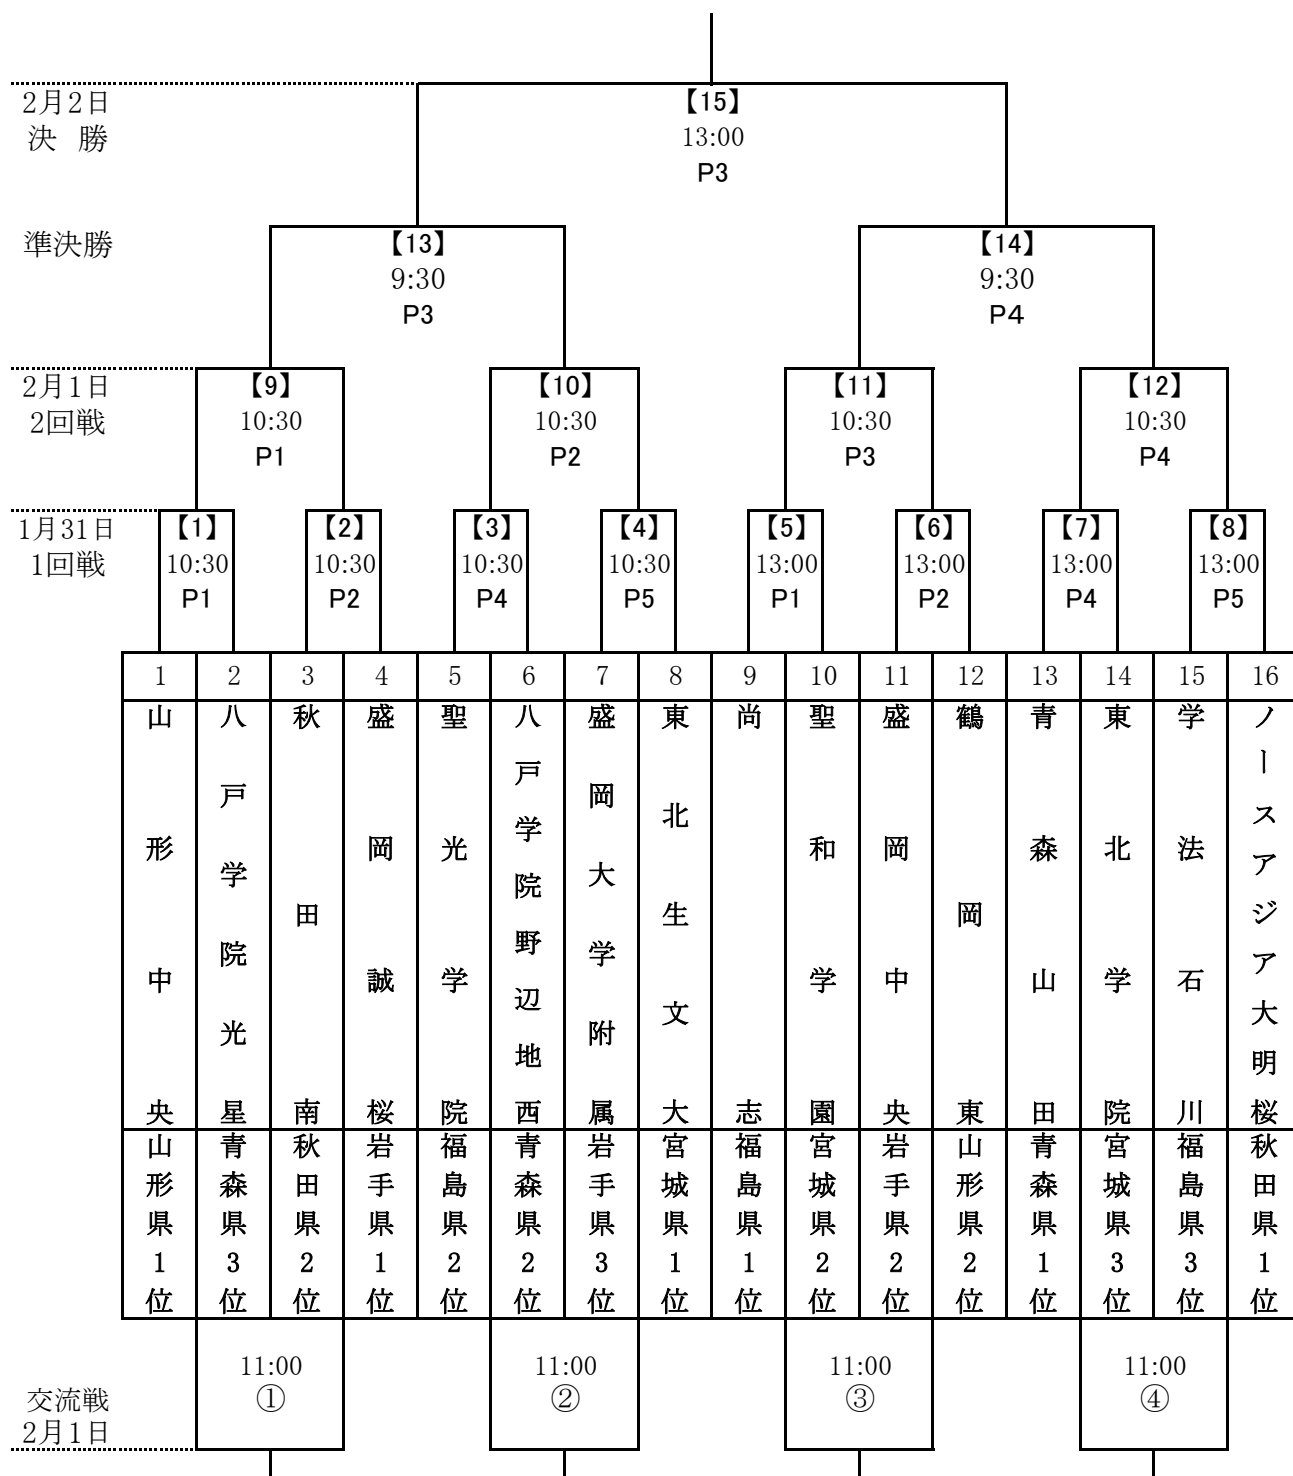 2月2日
決 勝
【15】
13:00
P3
準決勝
【13】
9:30
P3
【14】
9:30
P4
2月1日
2回戦
【9】
10:30
P1
【10】
10:30
P2
【11】
10:30
P3
【12】
10:30
P4
1月31日
1回戦
【1】
10:30
P1
【2】
10:30
P2
【3】
10:30
P4
【4】
10:30
P5
【5】
13:00
P1
【6】
13:00
P2
【7】
13:00
P4
【8】
13:00
P5
1 2 3 4 5 6 7 8 9 10 11 12 13 14 15 16
山形中央
八戸学院光星
秋田南
盛岡誠桜
聖光学院
八戸学院野辺地西
盛岡大学附属
東北生文大
尚志
聖和学園
盛岡中央
鶴岡東
青森山田
東北学院
学法石川
ノースアジア大明桜
山形県1位
青森県3位
秋田県2位
岩手県1位
福島県2位
青森県2位
岩手県3位
宮城県1位
福島県1位
宮城県2位
岩手県2位
山形県2位
青森県1位
宮城県3位
福島県3位
秋田県1位
交流戦
2月1日
11:00
①
11:00
②
11:00
③
11:00
④